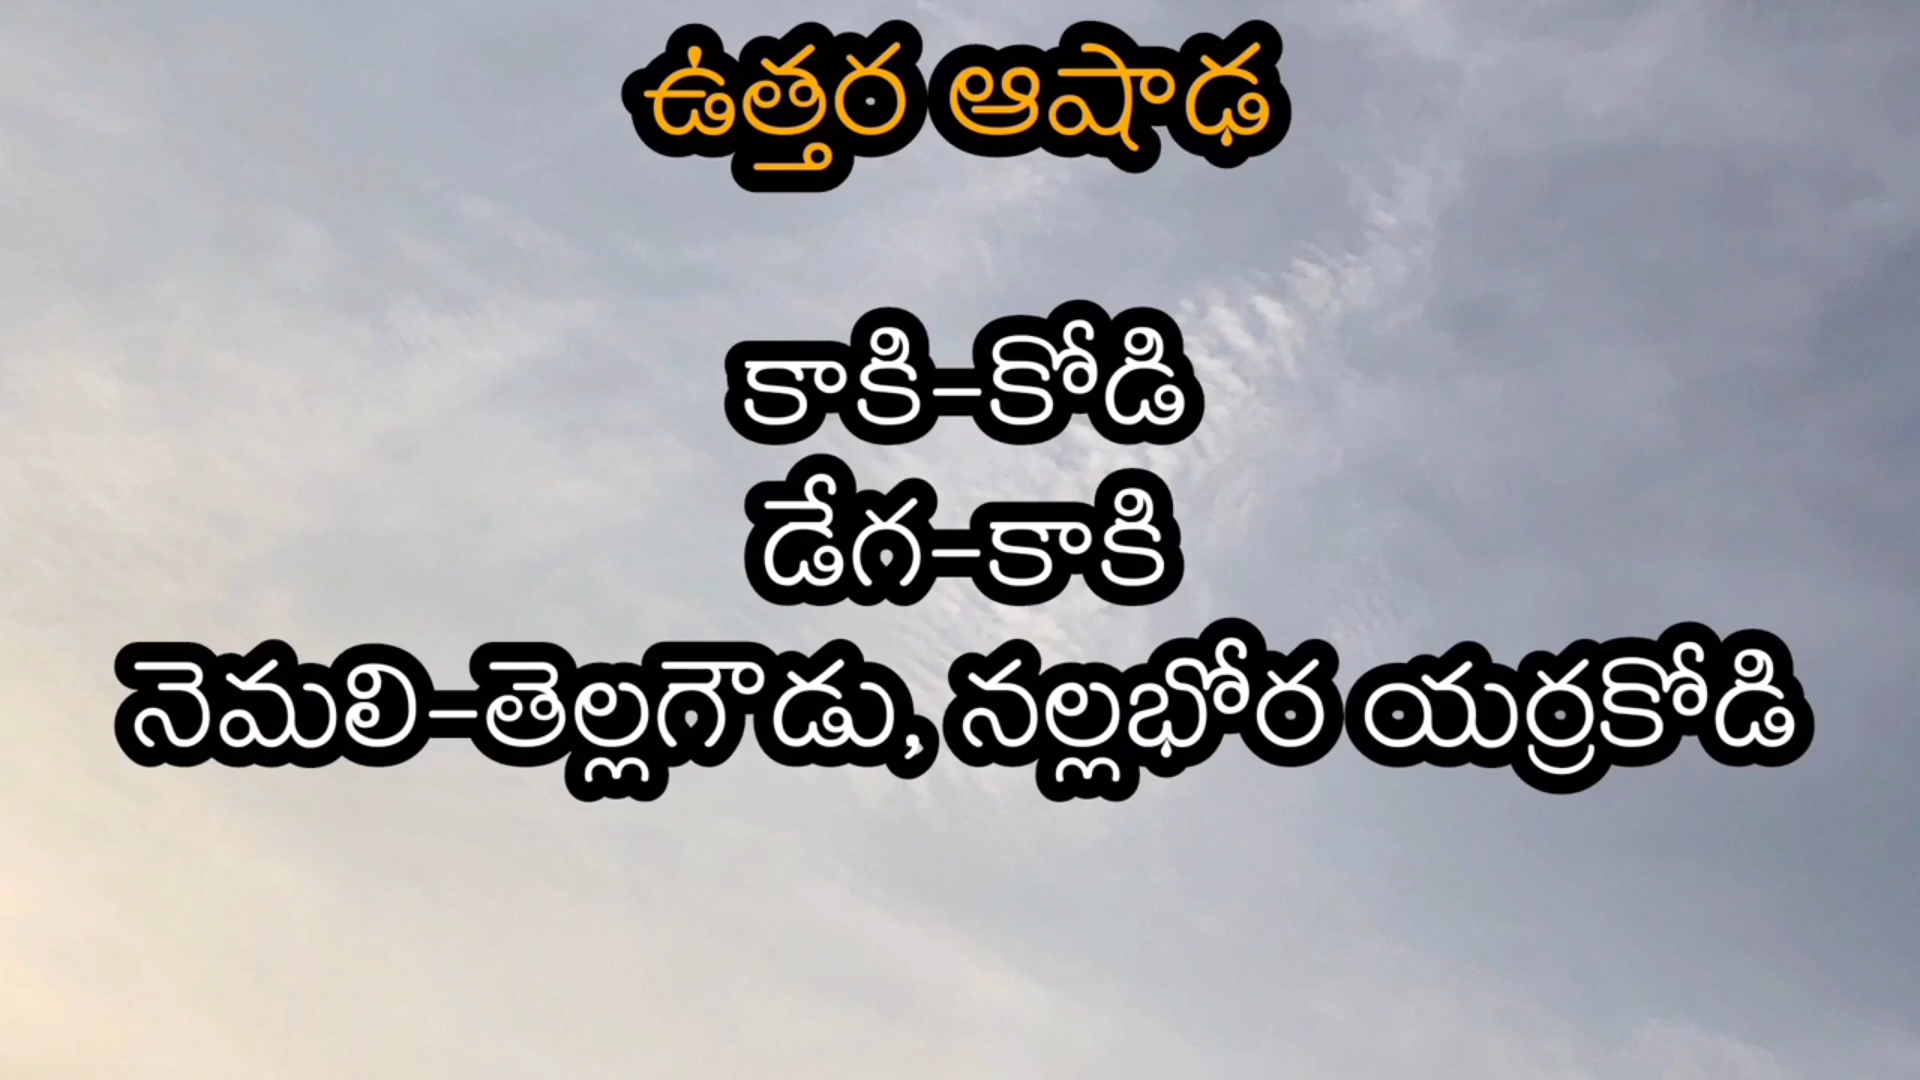 ఉత్తర ఆషాఢ
కాకి-కోడి
డేగ-కాకి
నెమలి-తెల్లగౌడు, నల్లభోర యర్రకోడి